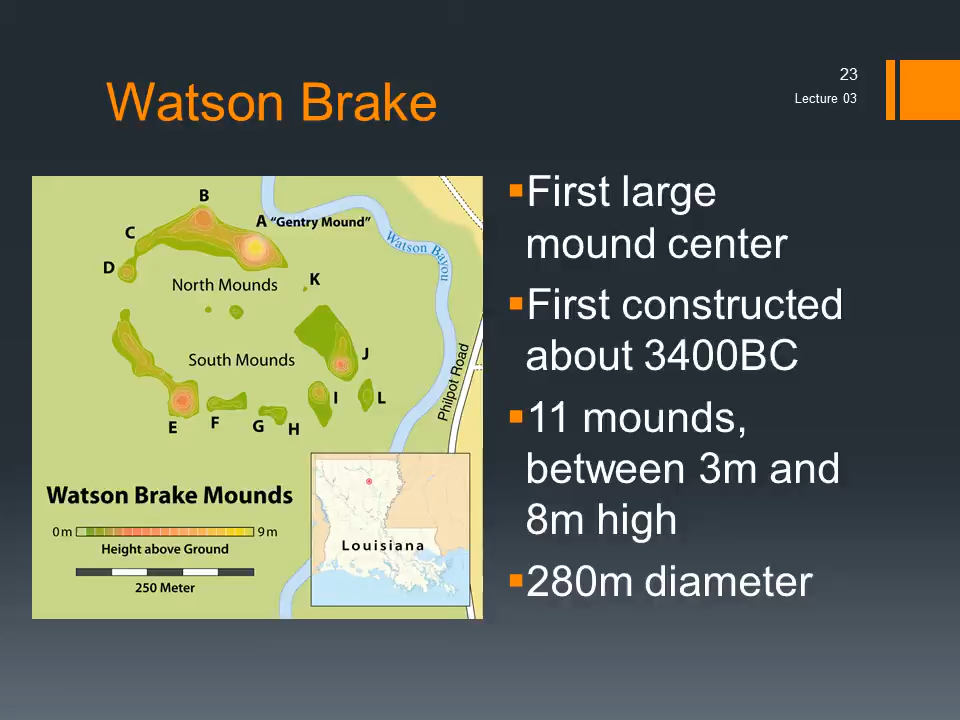 23
Lecture 03
Watson Brake
B
A "Gentry Mound"
C
Watson Bayou
D
North Mounds
K
South Mounds
J
Philpot Road
I
L
E
F
G
H
Watson Brake Mounds
0 m
9 m
Height above Ground
250 Meter
Louisiana
▪First large
mound center
▪First constructed
about 3400BC
▪11 mounds,
between 3m and
8m high
▪280m diameter